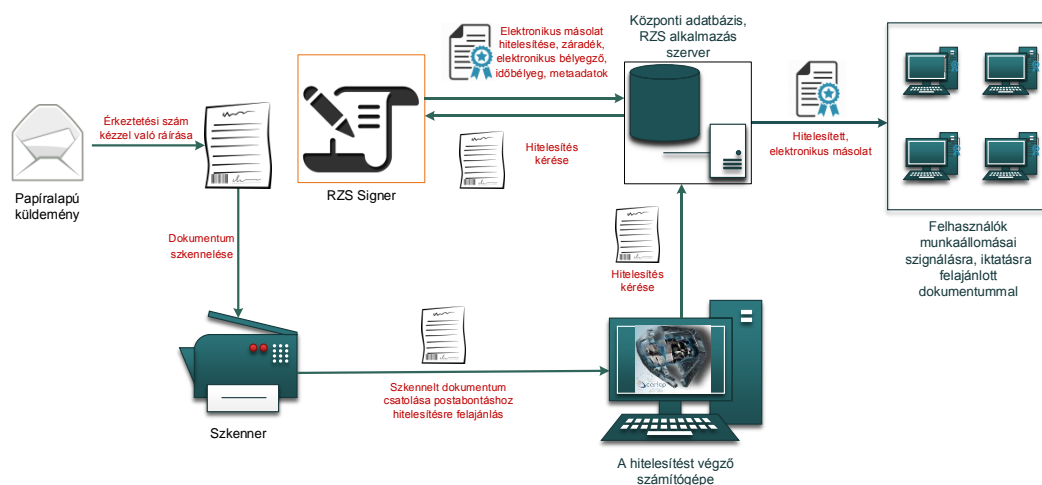 Elektronikus másolat
hitelesítése, záradék,
elektronikus bélyegző,
időbélyeg, metaadatok
Központi adatbázis,
RZS alkalmazás
szerver
Érkeztetési szám
kézzel való ráírása
Hitelesítés
kérése
Hitelesített,
elektronikus másolat
Papíralapú
küldemény
RZS Signer
Dokumentum
szkennelése
Hitelesítés
kérése
Felhasználók
munkaállomásai
szignálásra, iktatásra
felajánlott
dokumentummal
Szkennelt dokumentum
csatolása postabontáshoz
hitelesítésre felajánlás
Szkenner
A hitelesítést végző
számítógépe